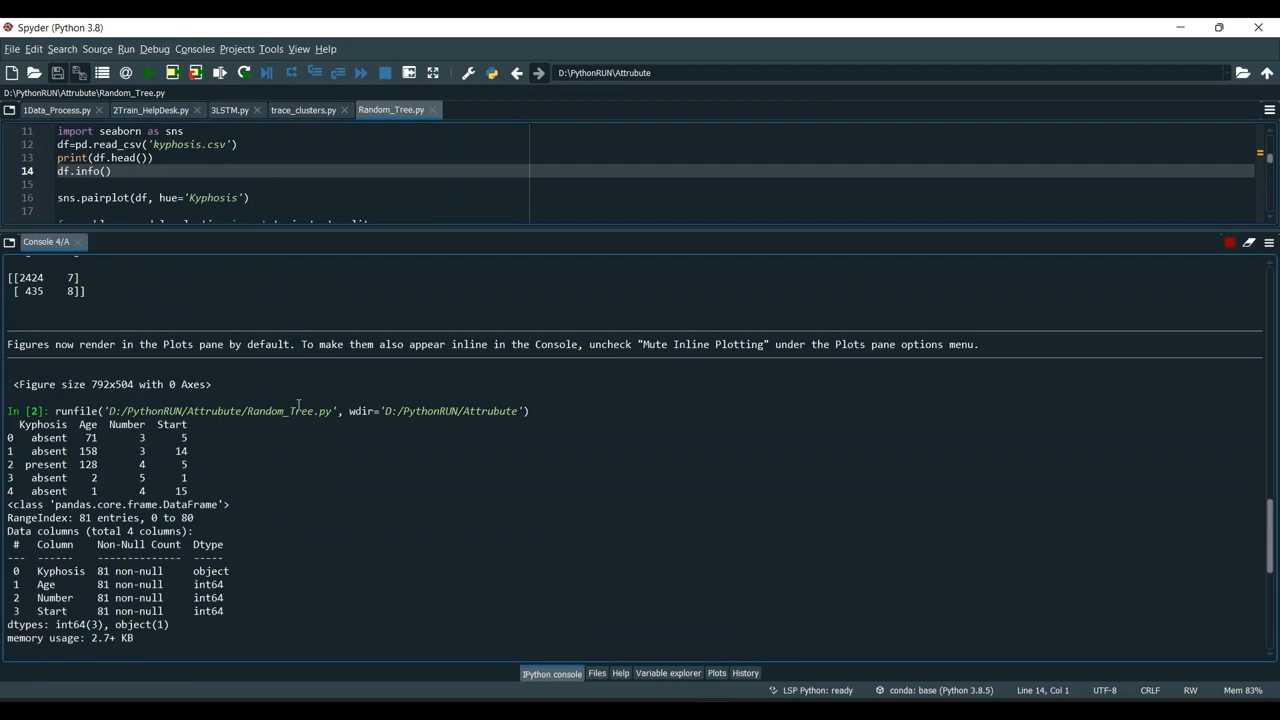 Spyder (Python 3.8)
File Edit Search Source Run Debug Consoles Projects Tools View Help
D:\PythonRUN\Attrubute
D:\PythonRUN\Attrubute\Random_Tree.py
1Data_Process.py 2Train_HelpDesk.py 3LSTM.py trace_clusters.py Random_Tree.py
11 import seaborn as sns
12 df=pd.read_csv('kyphosis.csv')
13 print(df.head())
14 df.info()
15
16 sns.pairplot(df, hue='Kyphosis')
17
Console 4/A
[[2424 7]
[ 435 8]]
Figures now render in the Plots pane by default. To make them also appear inline in the Console, uncheck "Mute Inline Plotting" under the Plots pane options menu.
<Figure size 792x504 with 0 Axes>
In [2]: runfile('D:/PythonRUN/Attrubute/Random_Tree.py', wdir='D:/PythonRUN/Attrubute')
Kyphosis Age Number Start
0 absent 71 3 5
1 absent 158 3 14
2 present 128 4 5
3 absent 2 5 1
4 absent 1 4 15
<class 'pandas.core.frame.DataFrame'>
RangeIndex: 81 entries, 0 to 80
Data columns (total 4 columns):
# Column Non-Null Count Dtype
--- ------ -------------- -----
0 Kyphosis 81 non-null object
1 Age 81 non-null int64
2 Number 81 non-null int64
3 Start 81 non-null int64
dtypes: int64(3), object(1)
memory usage: 2.7+ KB
IPython console Files Help Variable explorer Plots History
LSP Python: ready conda: base (Python 3.8.5) Line 14, Col 1 UTF-8 CRLF RW Mem 83%